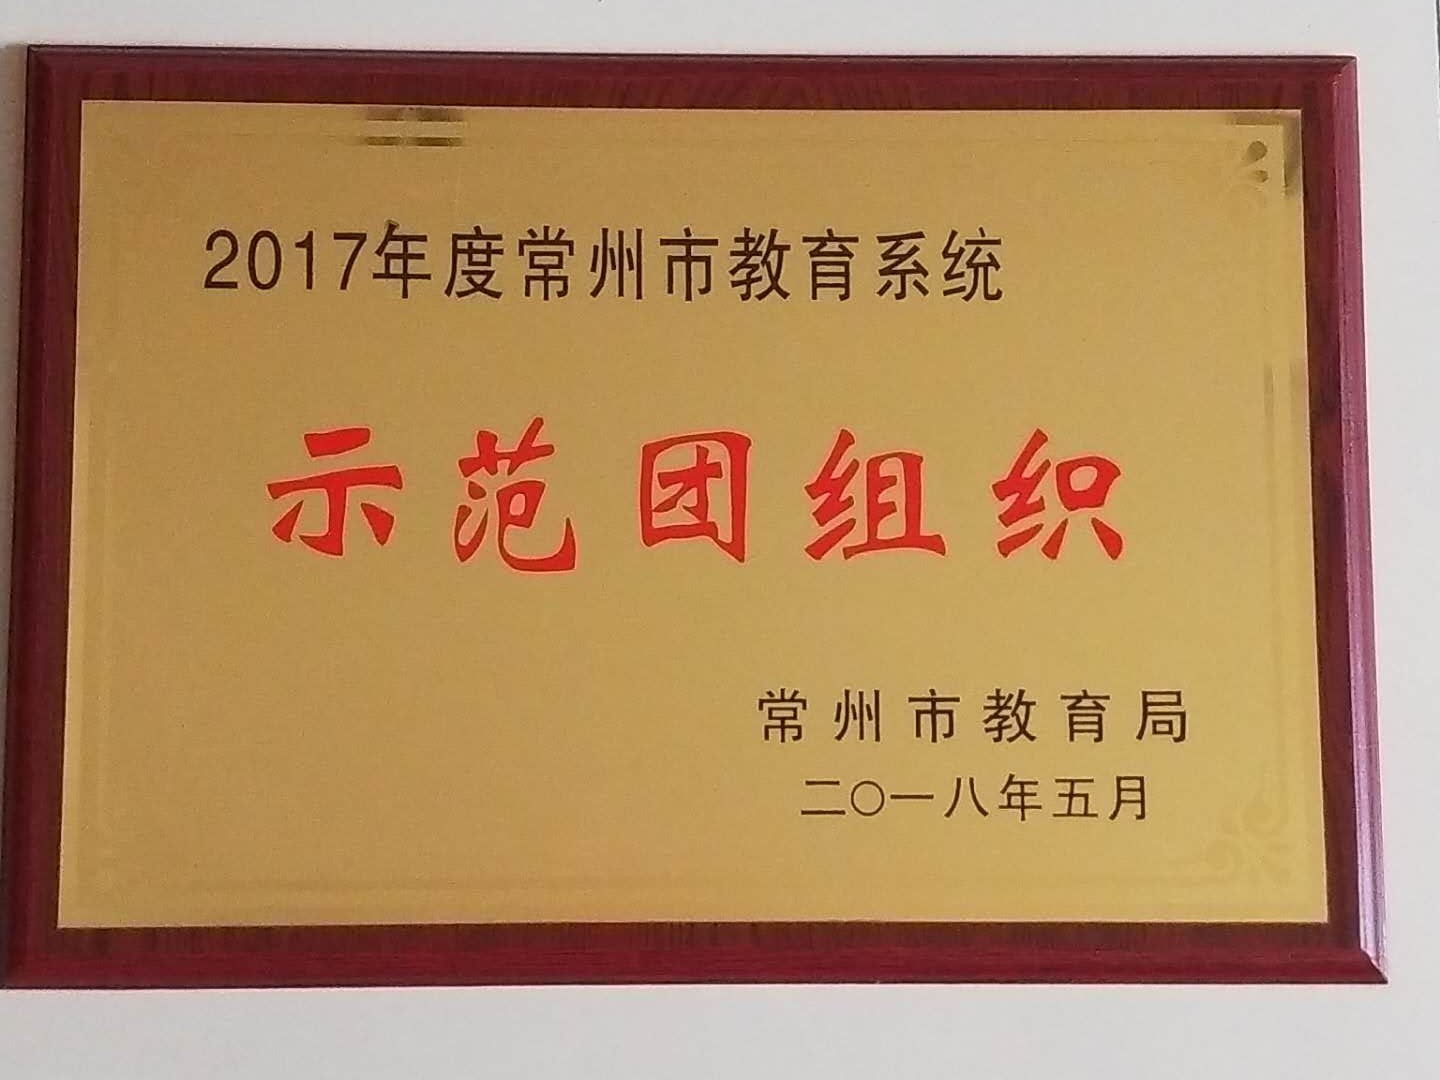 2017年度常州市教育系统
示范团组织
常州市教育局
二〇一八年五月